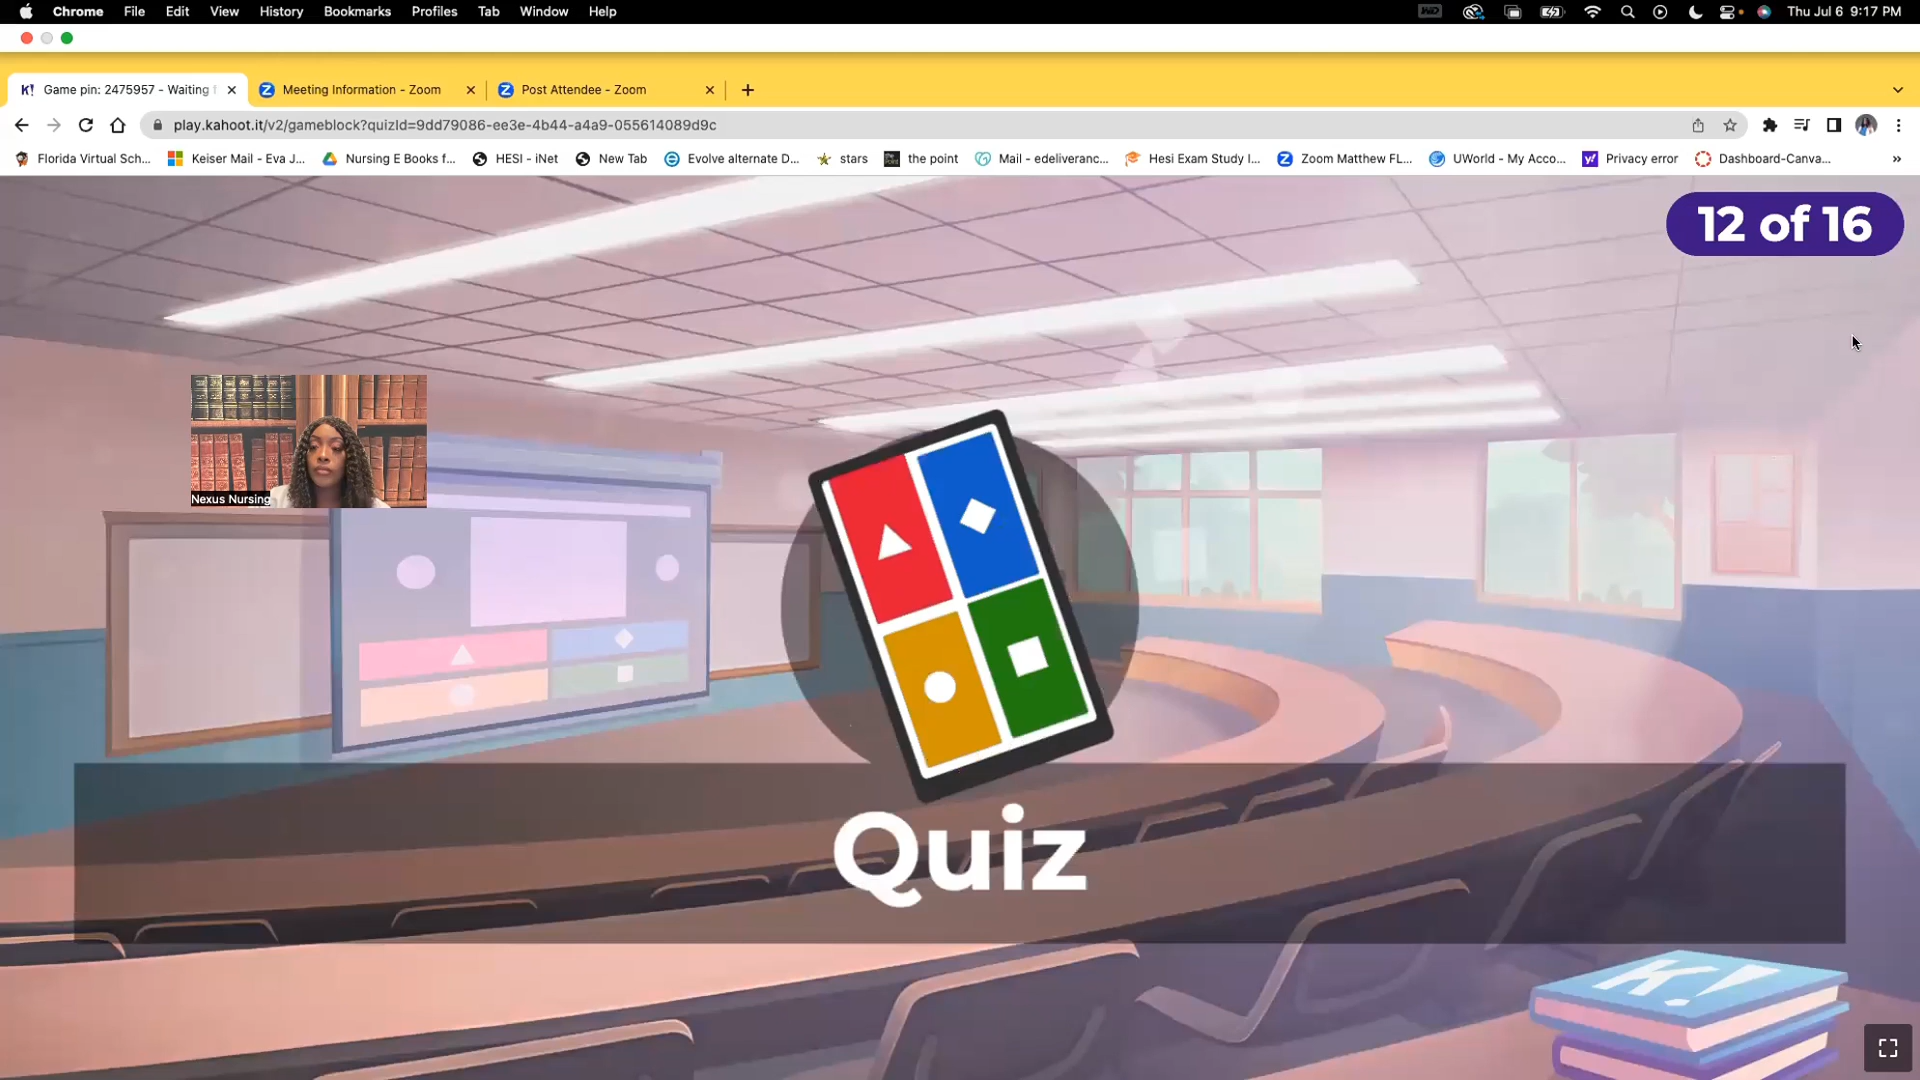 Chrome File Edit View History Bookmarks Profiles Tab Window Help Thu Jul 6 9:17 PM
K! Game pin: 2475957 - Waiting Meeting Information - Zoom Post Attendee - Zoom
play.kahoot.it/v2/gameblock?quizId=9dd79086-ee3e-4b44-a4a9-055614089d9c
Florida Virtual Sch... Keiser Mail - Eva J... Nursing E Books f... HESI - iNet New Tab Evolve alternate D... stars the point Mail - edeliveranc... Hesi Exam Study I... Zoom Matthew FL... UWorld - My Acco... Privacy error Dashboard-Canva... »
12 of 16
Nexus Nursing
Quiz
K!